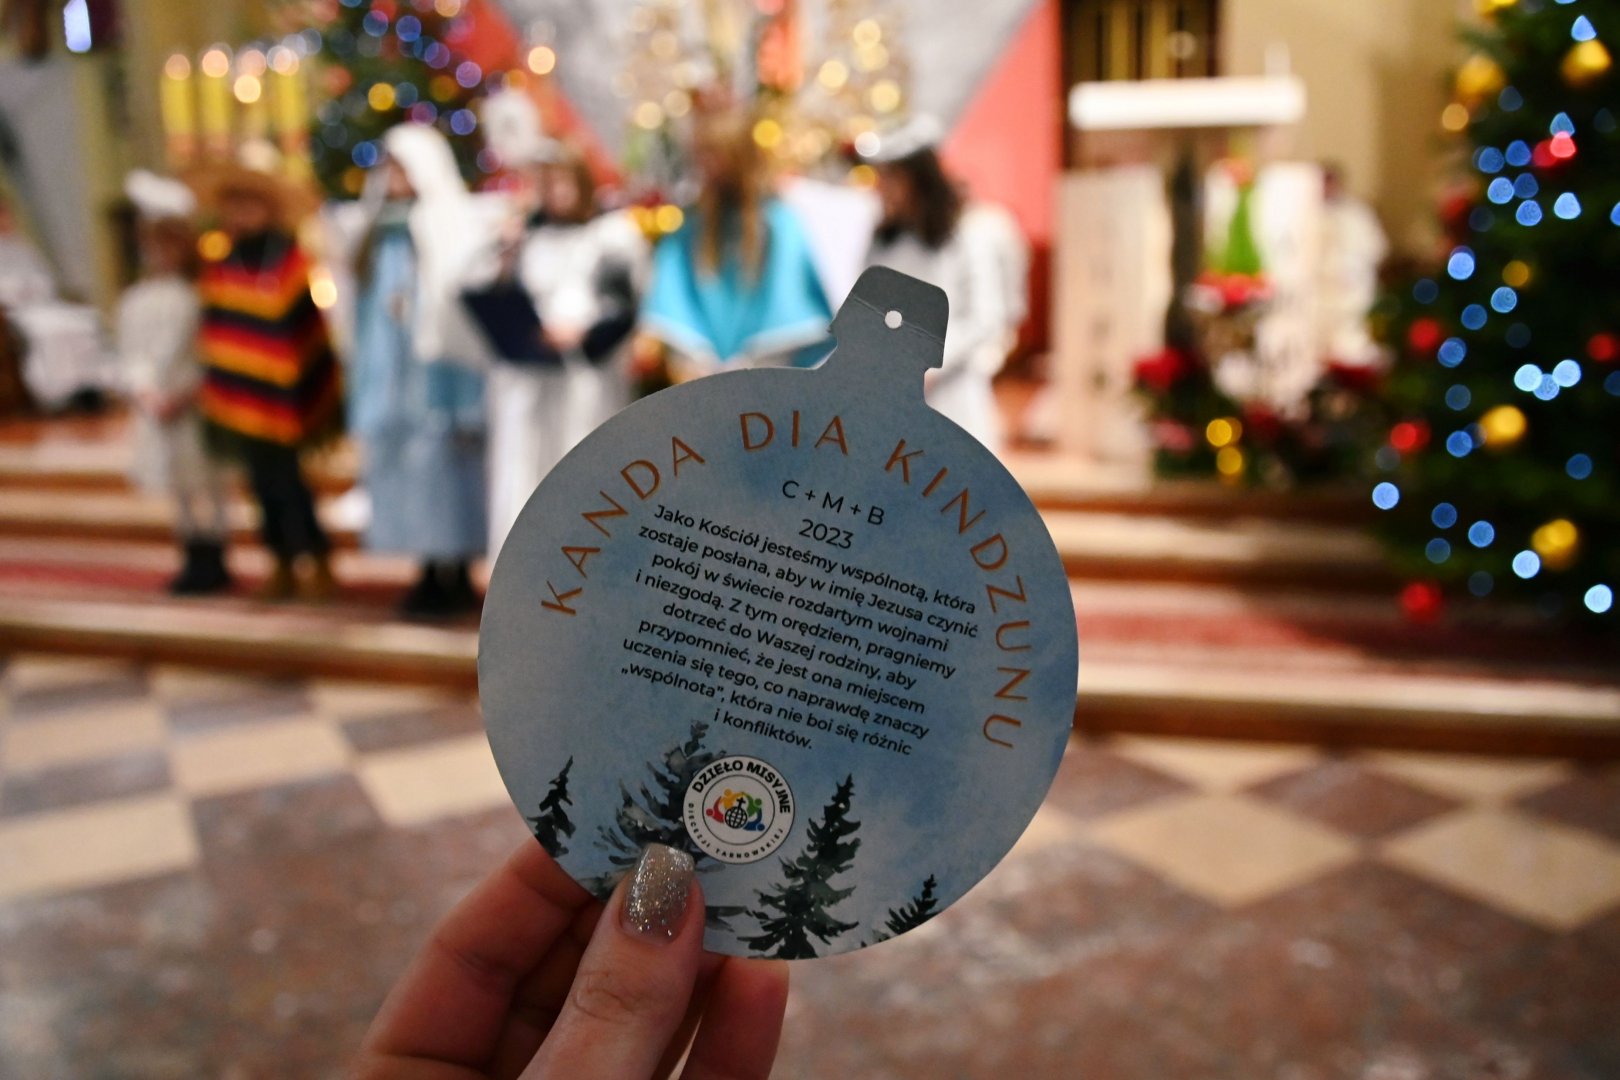 KANDA DIA KINDZUNU
C + M + B
2023
Jako Kościół jesteśmy wspólnotą, która
zostaje posłana, aby w imię Jezusa czynić
pokój w świecie rozdartym wojnami
i niezgodą. Z tym orędziem, pragniemy
dotrzeć do Waszej rodziny, aby
przypomnieć, że jest ona miejscem
uczenia się tego, co naprawdę znaczy
„wspólnota”, która nie boi się różnic
i konfliktów.
DZIEŁO MISYJNE
DIECEZJI TARNOWSKIEJ